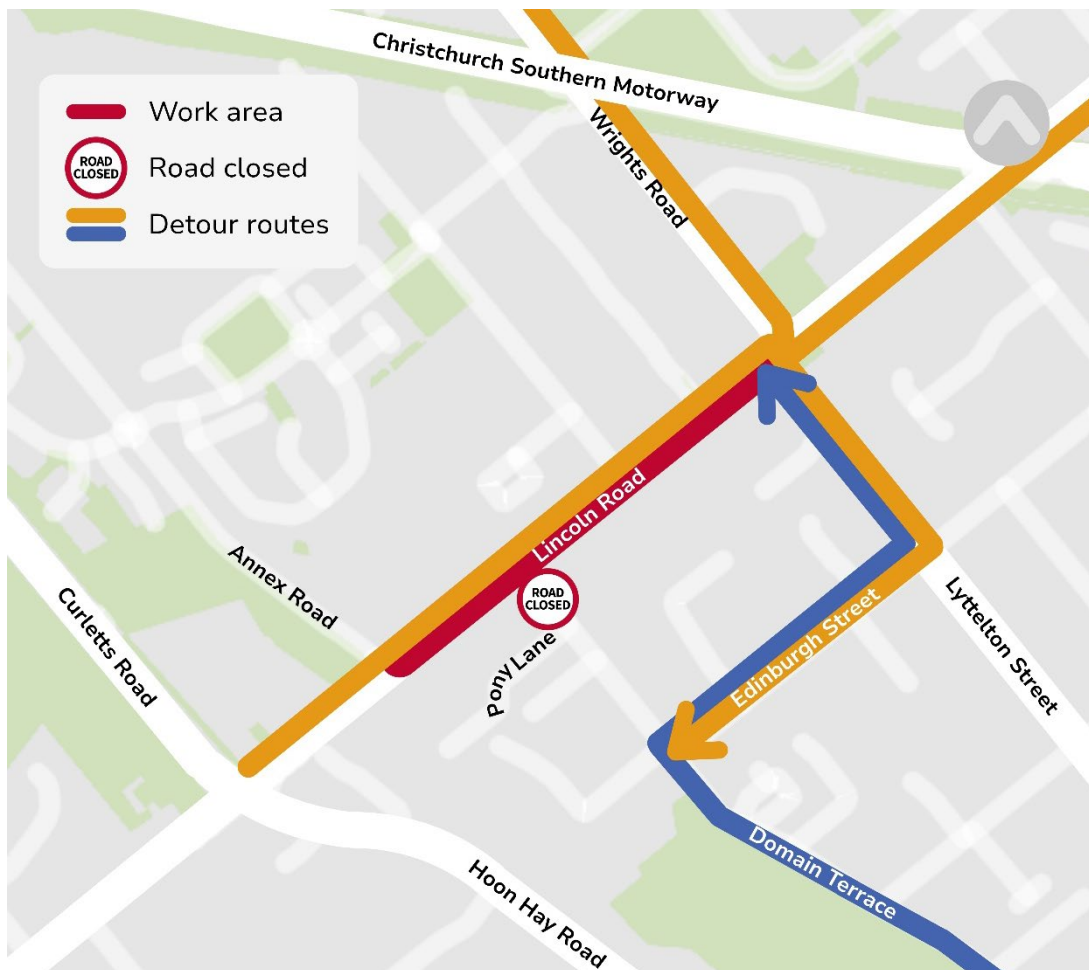 Christchurch Southern Motorway
Work area
ROAD
CLOSED
Road closed
Detour routes
Wrights Road
Lincoln Road
Annex Road
ROAD
CLOSED
Curletts Road
Pony Lane
Edinburgh Street
Lyttelton Street
Domain Terrace
Hoon Hay Road